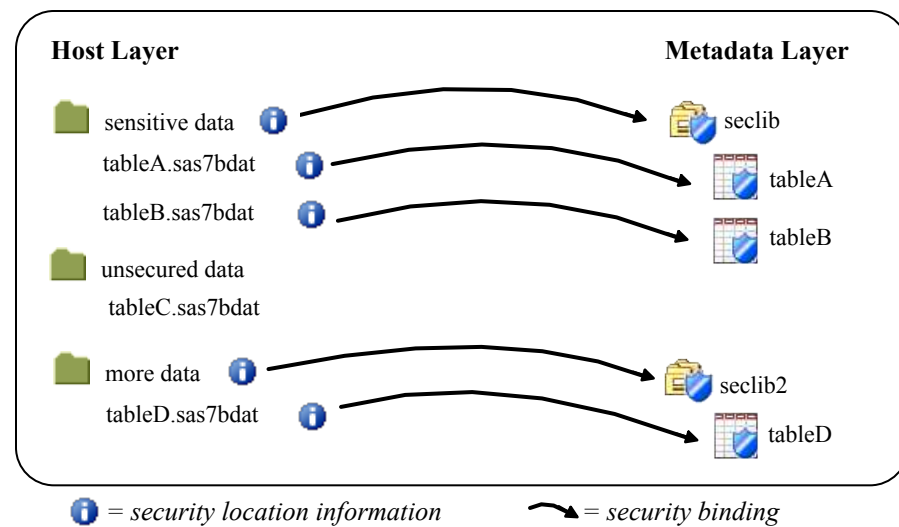 Host Layer
Metadata Layer
sensitive data
seclib
tableA.sas7bdat
tableA
tableB.sas7bdat
tableB
unsecured data
tableC.sas7bdat
more data
seclib2
tableD.sas7bdat
tableD
i = security location information
= security binding